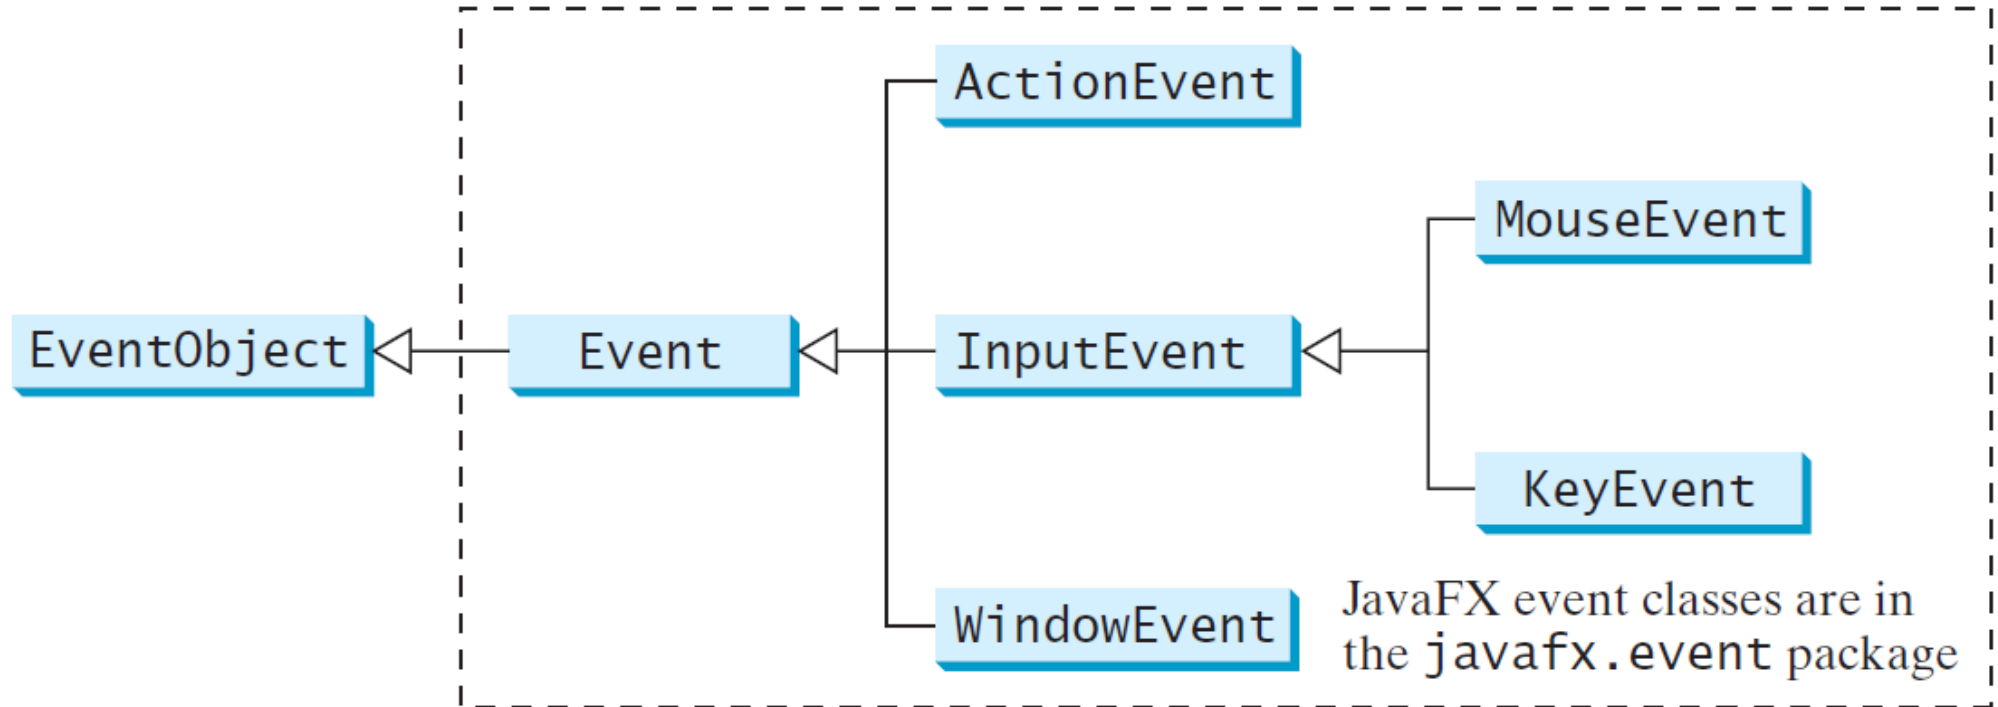 ActionEvent
MouseEvent
EventObject
Event
InputEvent
KeyEvent
WindowEvent
JavaFX event classes are in
the javafx.event package